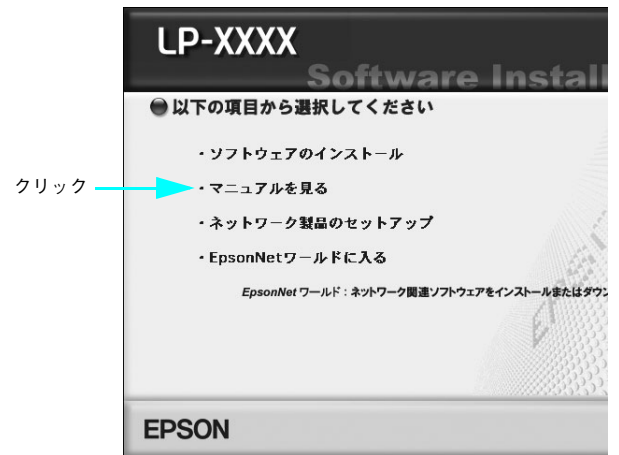 LP-XXXX
Software Install
以下の項目から選択してください
・ソフトウェアのインストール
クリック
・マニュアルを見る
・ネットワーク製品のセットアップ
・EpsonNetワールドに入る
EpsonNet ワールド：ネットワーク関連ソフトウェアをインストールまたはダウン
EPSON